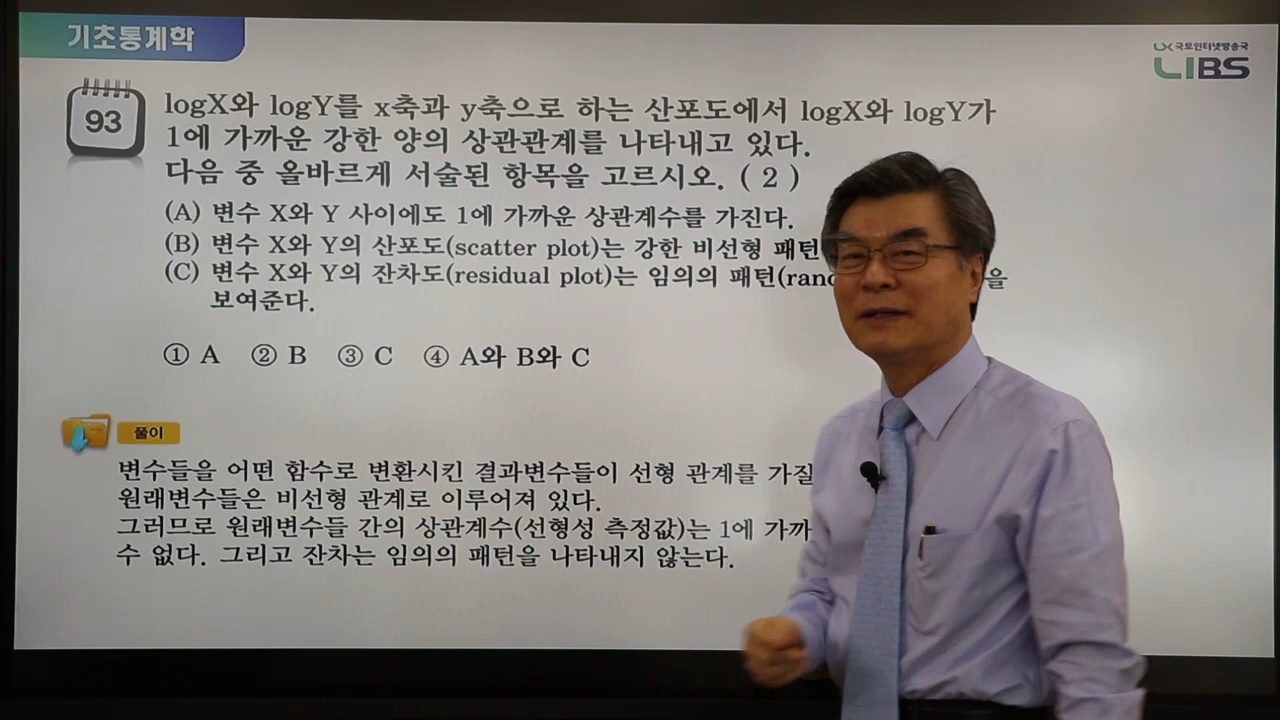 기초통계학
LX 국토인터넷방송국
LIBS
93
logX와 logY를 x축과 y축으로 하는 산포도에서 logX와 logY가
1에 가까운 강한 양의 상관관계를 나타내고 있다.
다음 중 올바르게 서술된 항목을 고르시오. ( 2 )
(A) 변수 X와 Y 사이에도 1에 가까운 상관계수를 가진다.
(B) 변수 X와 Y의 산포도(scatter plot)는 강한 비선형 패턴
(C) 변수 X와 Y의 잔차도(residual plot)는 임의의 패턴 을
보여준다.
① A ② B ③ C ④ A와 B와 C
풀이
변수들을 어떤 함수로 변환시킨 결과변수들이 선형 관계를
원래변수들은 비선형 관계로 이루어져 있다.
그러므로 원래변수들 간의 상관계수(선형성 측정값)는 1에
수 없다. 그리고 잔차는 임의의 패턴을 나타내지 않는다.